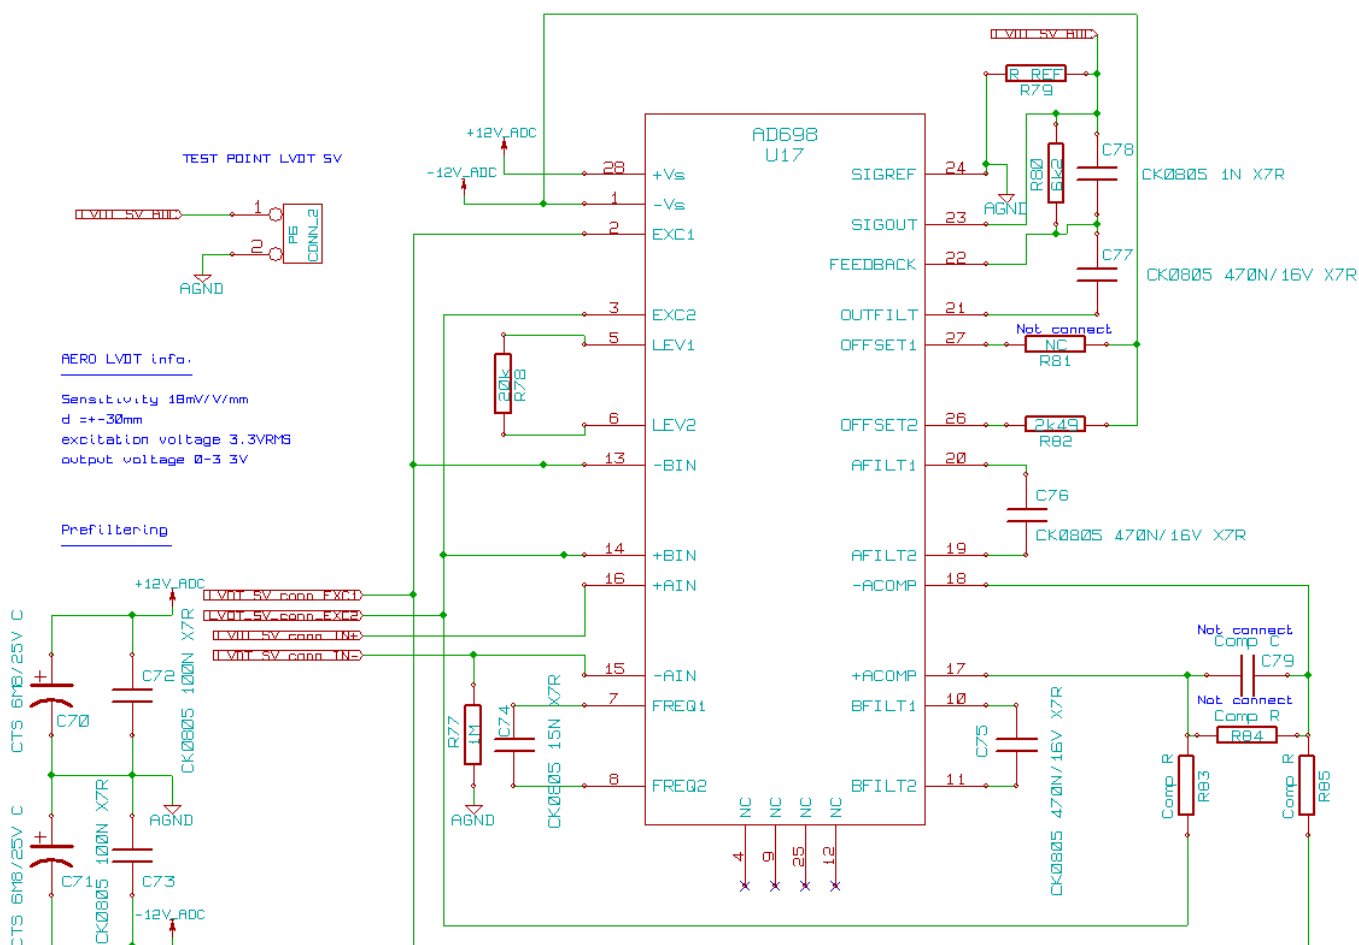 TEST POINT LVDT SV
LVDT_SV_ADC
1
2
P6
CONN_2
AGND
AERO LVDT info.
Sensitivity 18mV/V/mm
d =+-30mm
excitation voltage 3.3VRMS
output voltage 0-3 3V
Prefiltering
+12V_ADC
CTS 6M8/25V C
+
C70
C72
CK0805 100N X7R
AGND
CTS 6M8/25V C
+
C71
C73
CK0805 100N X7R
-12V_ADC
LVDT_SV_conn_EXC1
LVDT_SV_conn_EXC2
LVDT_SV_conn_IN+
LVDT_SV_conn_IN-
+12V_ADC
-12V_ADC
AD698
U17
28 +Vs
1 -Vs
2 EXC1
3 EXC2
5 LEV1
6 LEV2
13 -BIN
14 +BIN
16 +AIN
15 -AIN
7 FREQ1
8 FREQ2
20k
R78
R77
1M
AGND
C74
CK0805 15N X7R
SIGREF 24
SIGOUT 23
FEEDBACK 22
OUTFILT 21
OFFSET1 27
OFFSET2 26
AFILT1 20
AFILT2 19
-ACOMP 18
+ACOMP 17
BFILT1 10
BFILT2 11
NC NC NC NC
4 9 25 12
LVDT_SV_ADC
R_REF
R79
AGND
R80
6k2
C78
CK0805 1N X7R
C77
CK0805 470N/16V X7R
Not connect
NC
R81
2k49
R82
C76
CK0805 470N/16V X7R
C75
CK0805 470N/16V X7R
Not connect
Comp C
C79
Not connect
Comp R
R84
Comp R
R83
Comp R
R85